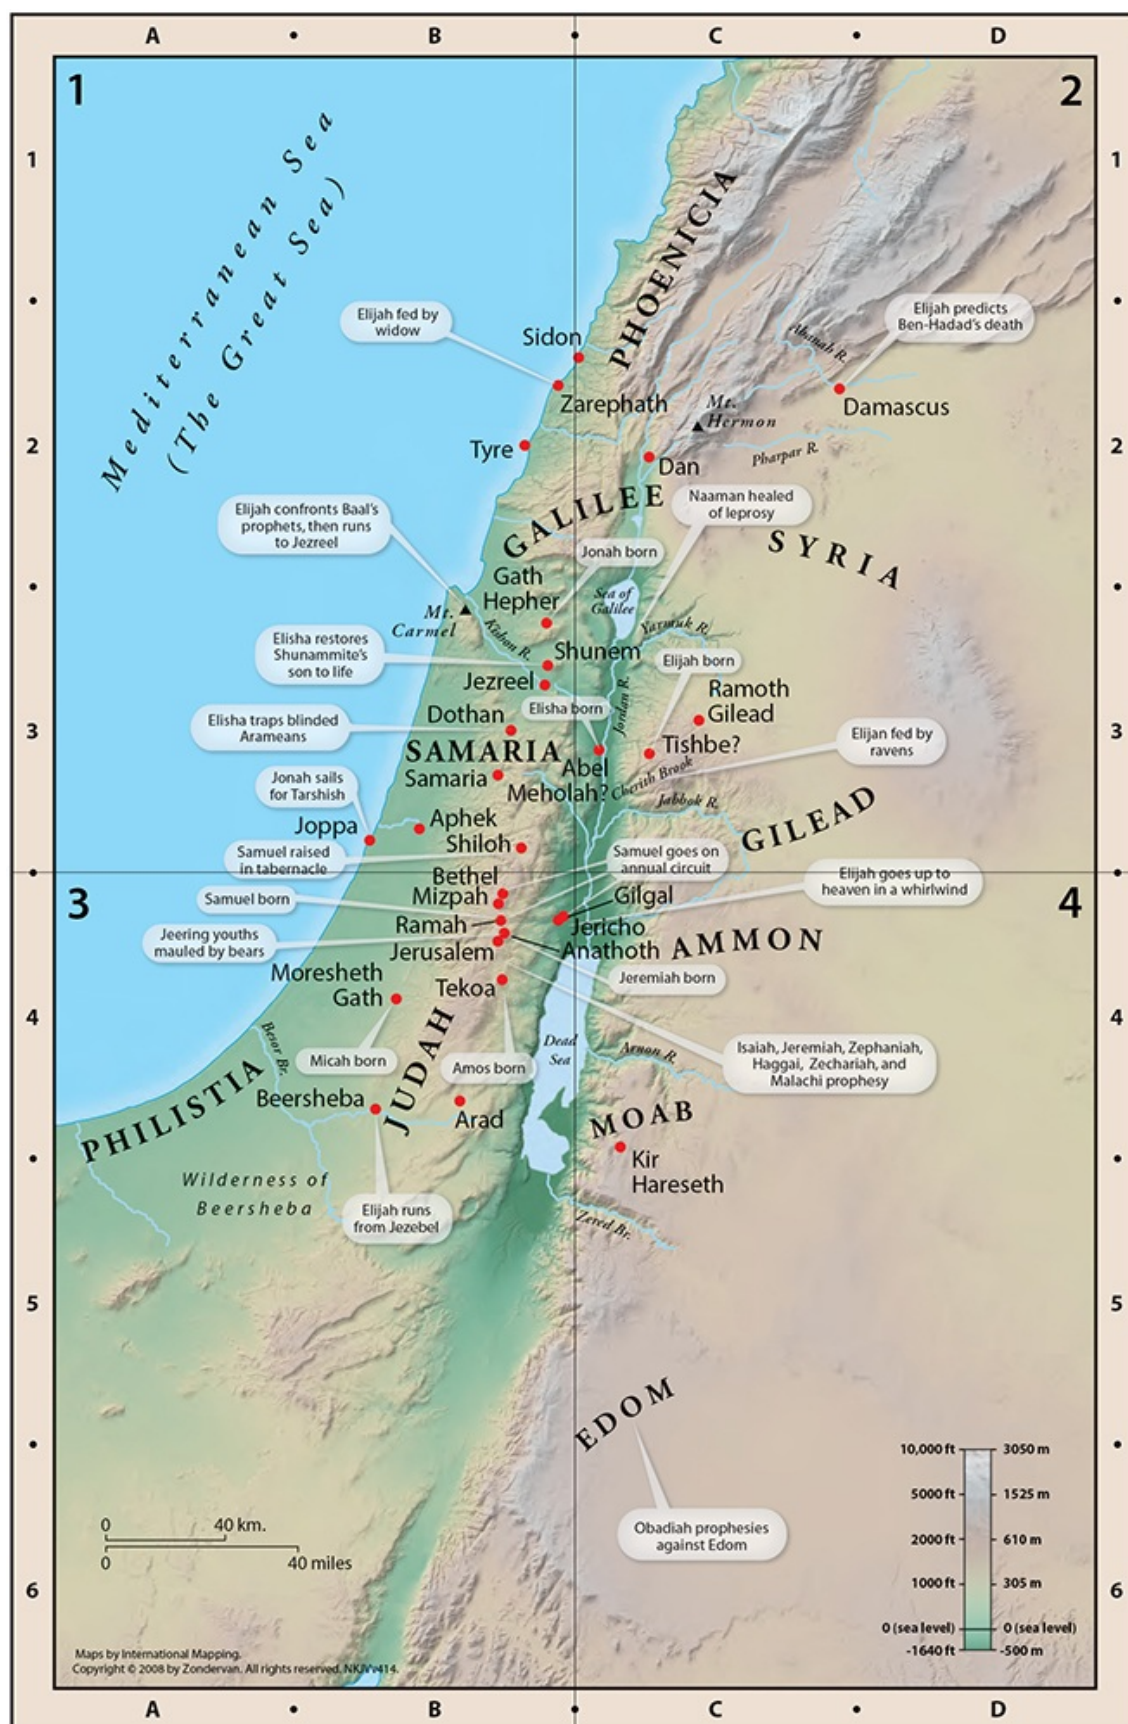 A
B
C
D
1
2
1
1
Mediterranean Sea
(The Great Sea)
PHOENICIA
Elijah fed by
widow
Elijah predicts
Ben-Hadad's death
Sidon
Abanah R.
Zarephath
Mt.
Hermon
Damascus
2
2
Tyre
Dan
Pharpar R.
Elijah confronts Baal's
prophets, then runs
to Jezreel
GALILEE
Naaman healed
of leprosy
SYRIA
Jonah born
Gath
Hepher
Sea of
Galilee
Mt.
Carmel
Kishon R.
Yarmuk R.
Elisha restores
Shunammite's
son to life
Shunem
Elijah born
Jezreel
Ramoth
Gilead
Elisha born
Jordan R.
Dothan
Elisha traps blinded
Arameans
3
3
SAMARIA
Tishbe?
Elijan fed by
ravens
Samaria
Abel
Meholah?
Cherith Brook
Jonah sails
for Tarshish
Jabbok R.
Joppa
Aphek
GILEAD
Shiloh
Samuel raised
in tabernacle
Samuel goes on
annual circuit
Bethel
Elijah goes up to
heaven in a whirlwind
3
4
Samuel born
Mizpah
Gilgal
Ramah
Jericho
Jeering youths
mauled by bears
Jerusalem
Anathoth
AMMON
Moresheth
Gath
Tekoa
Jeremiah born
4
4
Besor Br.
Dead
Sea
Arnon R.
Isaiah, Jeremiah, Zephaniah,
Haggai, Zechariah, and
Malachi prophesy
Micah born
Amos born
JUDAH
PHILISTIA
Beersheba
Arad
MOAB
Kir
Hareseth
Wilderness of
Beersheba
Elijah runs
from Jezebel
Zered Br.
5
5
EDOM
10,000 ft
3050 m
5000 ft
1525 m
Obadiah prophesies
against Edom
2000 ft
610 m
0
40 km.
0
40 miles
1000 ft
305 m
6
6
0 (sea level)
0 (sea level)
-1640 ft
-500 m
Maps by International Mapping.
Copyright © 2008 by Zondervan. All rights reserved. NKJVv414.
A
B
C
D